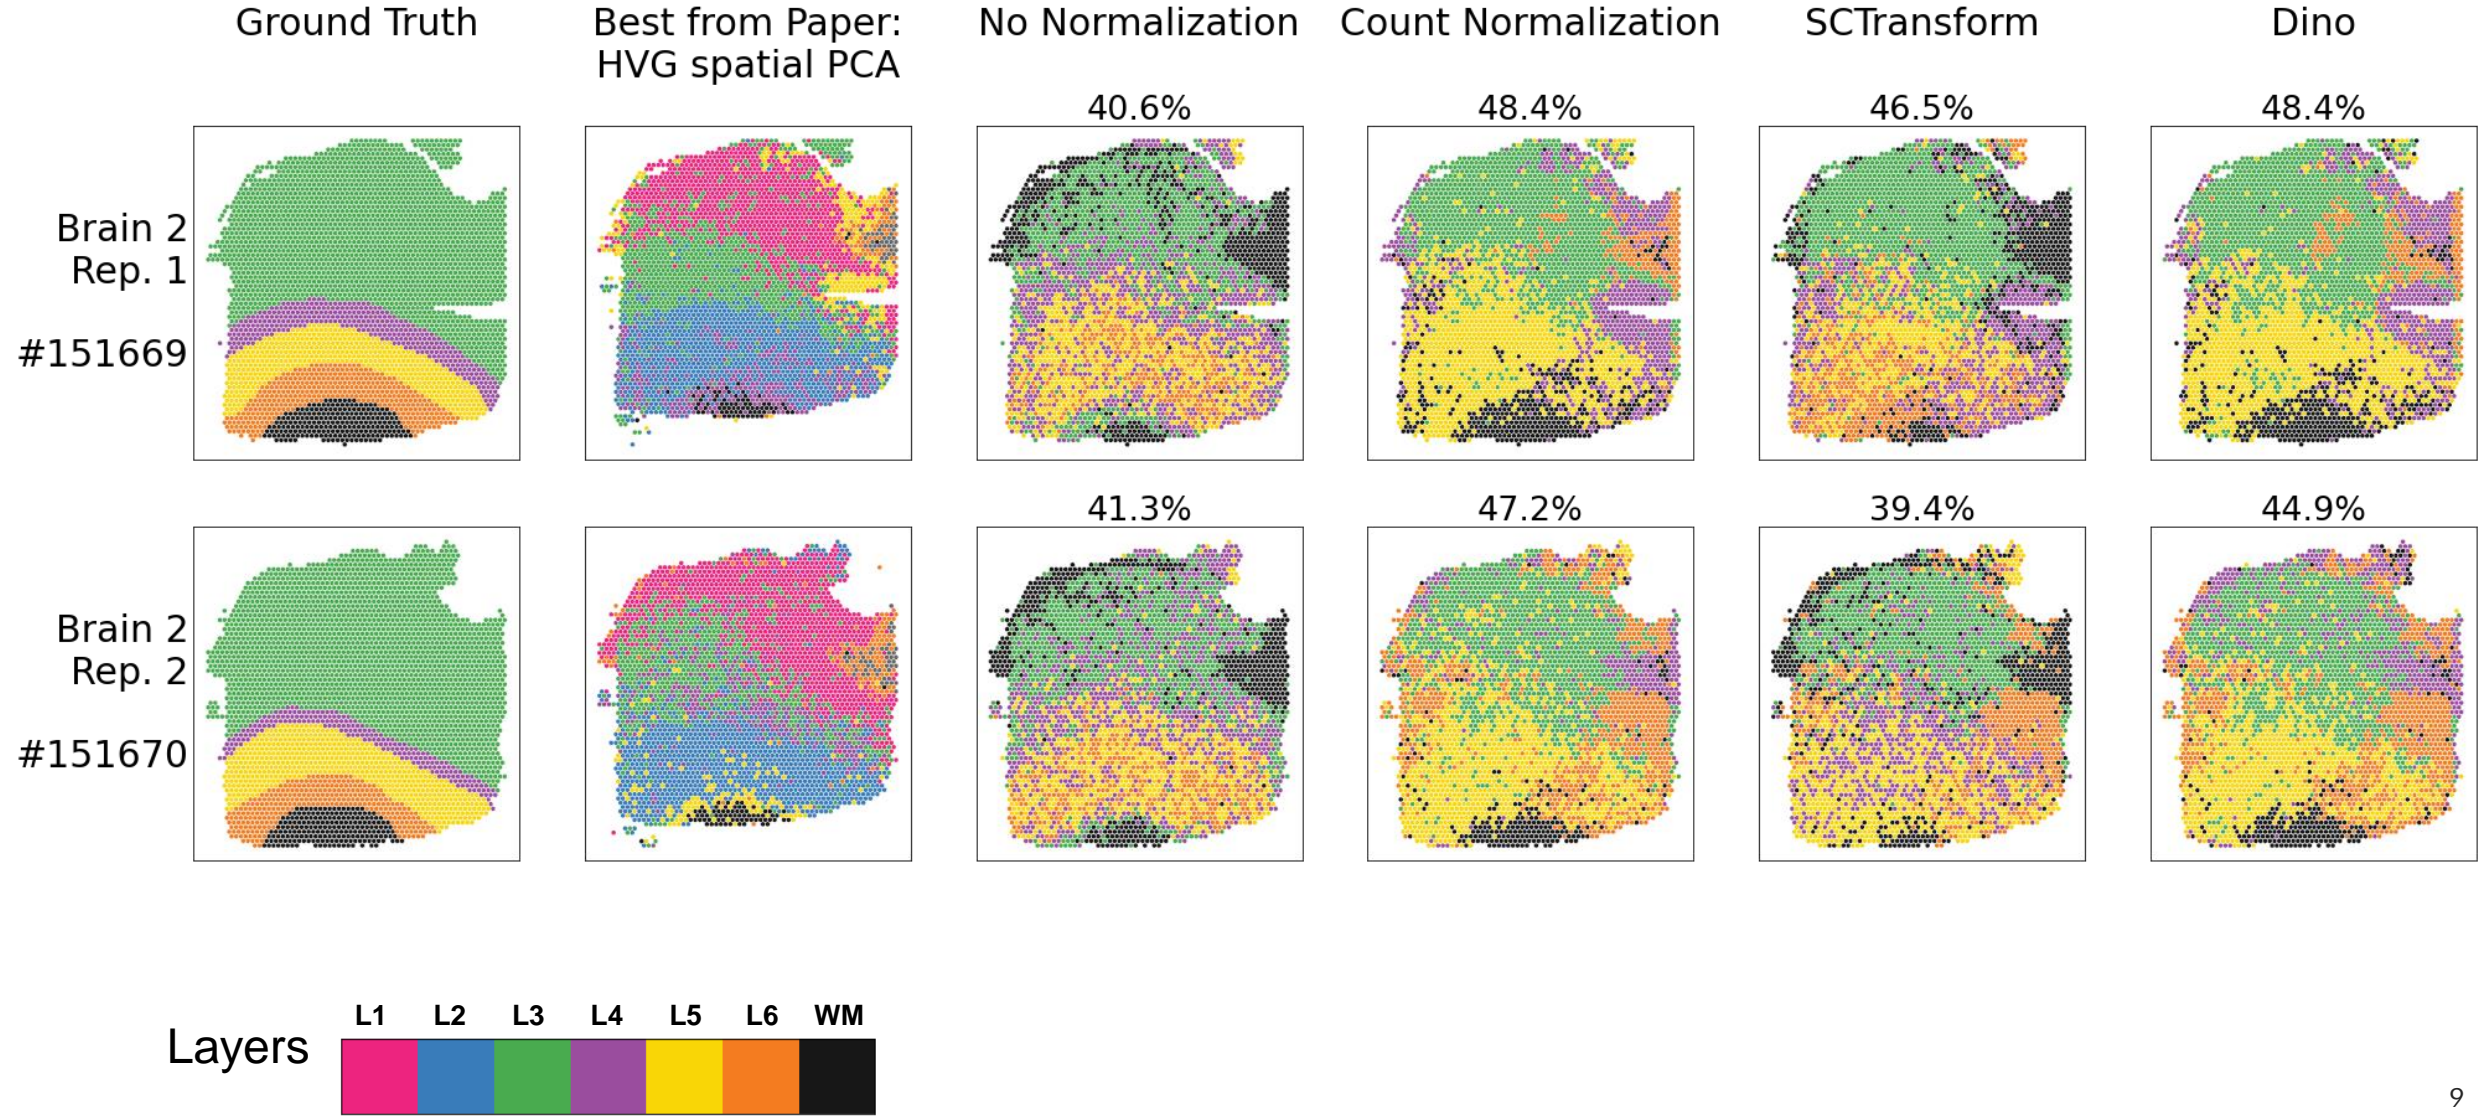 Ground Truth
Best from Paper:
HVG spatial PCA
No Normalization
Count Normalization
SCTransform
Dino
40.6%
48.4%
46.5%
48.4%
Brain 2
Rep. 1
#151669
41.3%
47.2%
39.4%
44.9%
Brain 2
Rep. 2
#151670
L1 L2 L3 L4 L5 L6 WM
Layers
9